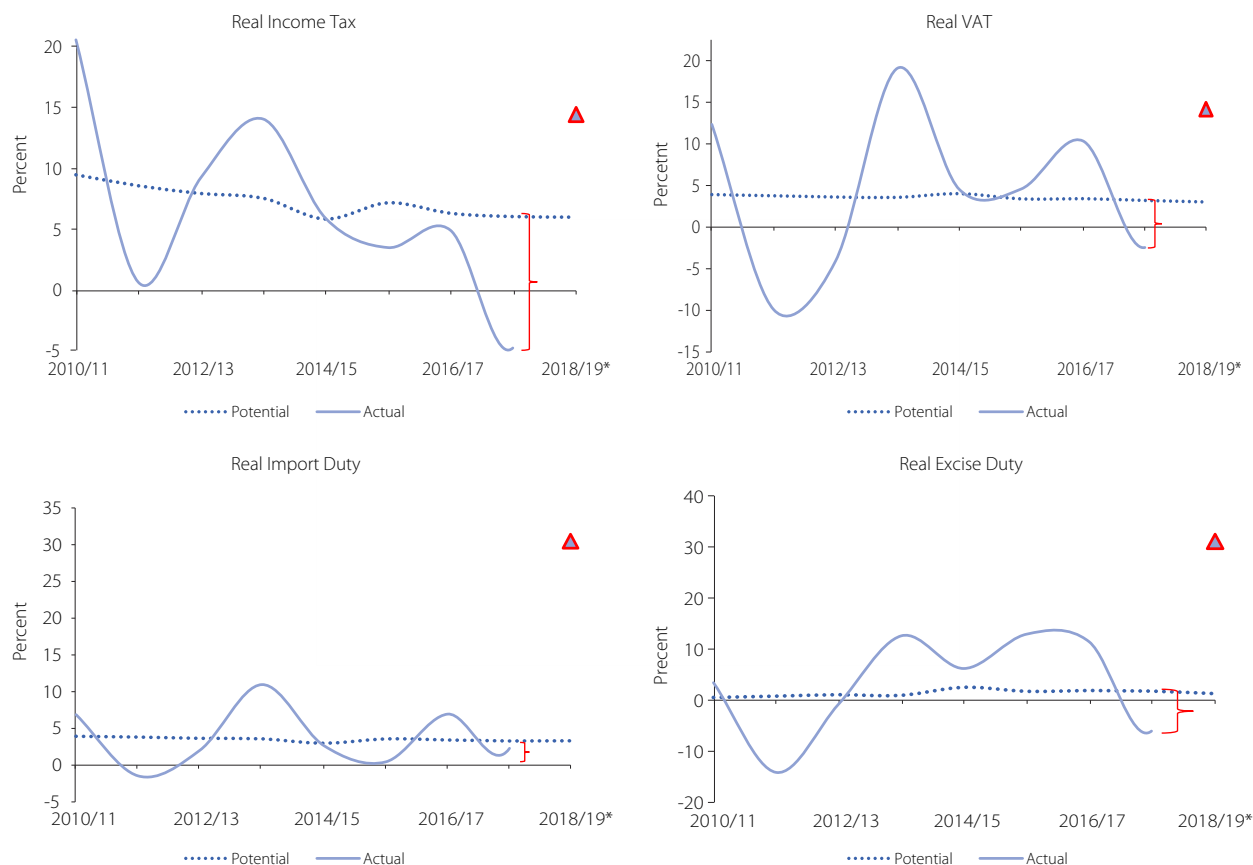 Real Income Tax
Percent
20
15
10
5
0
-5
2010/11 2012/13 2014/15 2016/17 2018/19*
Potential Actual
Real VAT
Percetnt
20
15
10
5
0
-5
-10
-15
2010/11 2012/13 2014/15 2016/17 2018/19*
Potential Actual
Real Import Duty
Percent
35
30
25
20
15
10
5
0
-5
2010/11 2012/13 2014/15 2016/17 2018/19*
Potential Actual
Real Excise Duty
Precent
40
30
20
10
0
-10
-20
2010/11 2012/13 2014/15 2016/17 2018/19*
Potential Actual